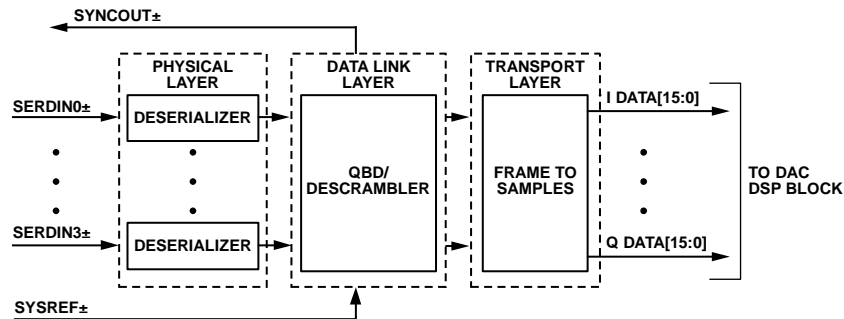 SYNCOUT±
PHYSICAL
LAYER
DATA LINK
LAYER
TRANSPORT
LAYER
SERDIN0±
DESERIALIZER
I DATA[15:0]
QBD/
DESCRAMBLER
FRAME TO
SAMPLES
TO DAC
DSP BLOCK
SERDIN3±
DESERIALIZER
Q DATA[15:0]
SYSREF±